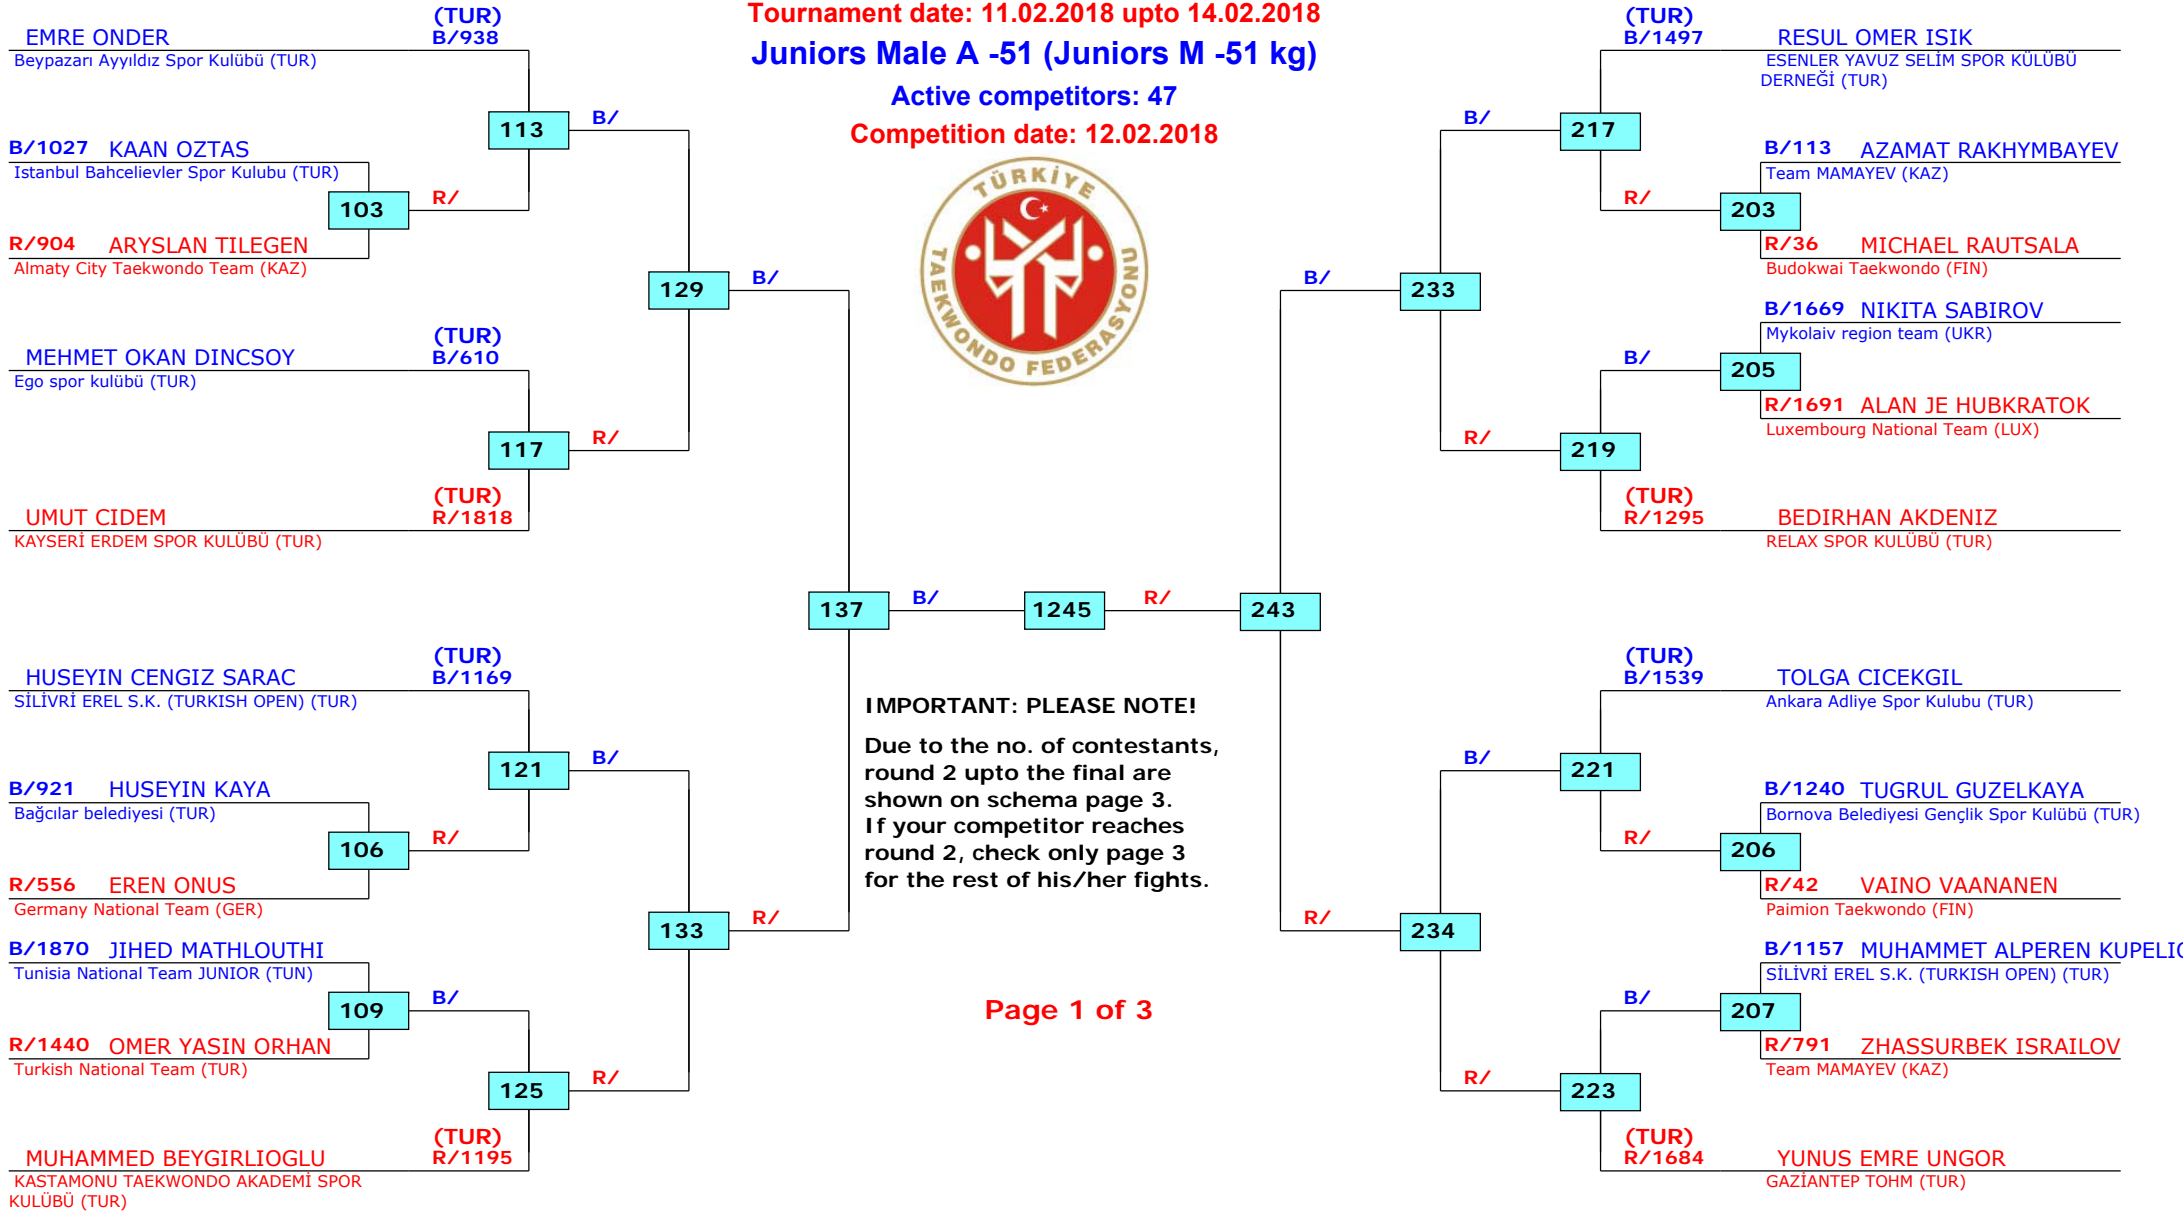 Tournament date: 11.02.2018 upto 14.02.2018
Juniors Male A -51 (Juniors M -51 kg)
Active competitors: 47
Competition date: 12.02.2018
TÜRKİYE
TAEKWONDO FEDERASYONU
(TUR)
EMRE ONDER B/938
Beypazarı Ayyıldız Spor Kulübü (TUR)
113 B/
B/1027 KAAN OZTAS
Istanbul Bahcelievler Spor Kulubu (TUR)
103 R/
R/904 ARYSLAN TILEGEN
Almaty City Taekwondo Team (KAZ)
129 B/
(TUR)
MEHMET OKAN DINCSOY B/610
Ego spor kulübü (TUR)
117 R/
(TUR)
UMUT CIDEM R/1818
KAYSERİ ERDEM SPOR KULÜBÜ (TUR)
137 B/ 1245 R/ 243
(TUR)
HUSEYIN CENGIZ SARAC B/1169
SİLİVRİ EREL S.K. (TURKISH OPEN) (TUR)
121 B/
B/921 HUSEYIN KAYA
Bağcılar belediyesi (TUR)
106 R/
R/556 EREN ONUS
Germany National Team (GER)
133 R/
B/1870 JIHED MATHLOUTHI
Tunisia National Team JUNIOR (TUN)
109 B/
R/1440 OMER YASIN ORHAN
Turkish National Team (TUR)
125 R/
(TUR)
MUHAMMED BEYGIRLIOGLU R/1195
KASTAMONU TAEKWONDO AKADEMİ SPOR
KULÜBÜ (TUR)
IMPORTANT: PLEASE NOTE!
Due to the no. of contestants,
round 2 upto the final are
shown on schema page 3.
If your competitor reaches
round 2, check only page 3
for the rest of his/her fights.
Page 1 of 3
(TUR)
B/1497 RESUL OMER ISIK
ESENLER YAVUZ SELİM SPOR KÜLÜBÜ
DERNEĞİ (TUR)
B/ 217
B/113 AZAMAT RAKHYMBAYEV
Team MAMAYEV (KAZ)
R/ 203
R/36 MICHAEL RAUTSALA
Budokwai Taekwondo (FIN)
B/ 233
B/1669 NIKITA SABIROV
Mykolaiv region team (UKR)
B/ 205
R/1691 ALAN JE HUBKRATOK
Luxembourg National Team (LUX)
R/ 219
(TUR)
R/1295 BEDIRHAN AKDENIZ
RELAX SPOR KULÜBÜ (TUR)
(TUR)
B/1539 TOLGA CICEKGIL
Ankara Adliye Spor Kulubu (TUR)
B/ 221
B/1240 TUGRUL GUZELKAYA
Bornova Belediyesi Gençlik Spor Kulübü (TUR)
R/ 206
R/42 VAINO VAANANEN
Paimion Taekwondo (FIN)
R/ 234
B/1157 MUHAMMET ALPEREN
SİLİVRİ EREL S.K. (TURKISH OPEN) (TUR)
B/ 207
R/791 ZHASSURBEK ISRAILOV
Team MAMAYEV (KAZ)
R/ 223
(TUR)
R/1684 YUNUS EMRE UNGOR
GAZİANTEP TOHM (TUR)